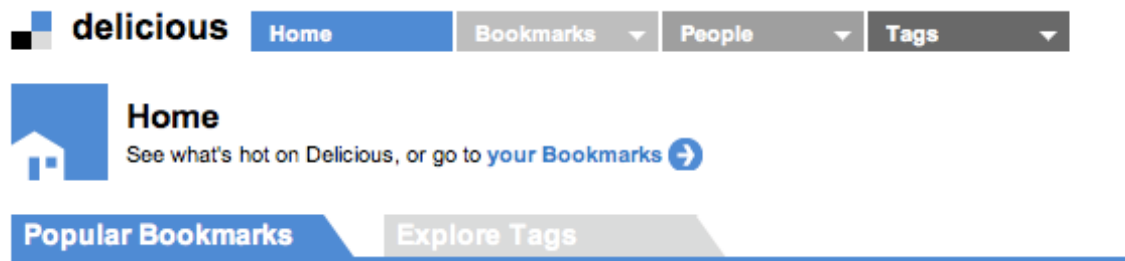 delicious Home Bookmarks People Tags
Home
See what's hot on Delicious, or go to your Bookmarks
Popular Bookmarks Explore Tags